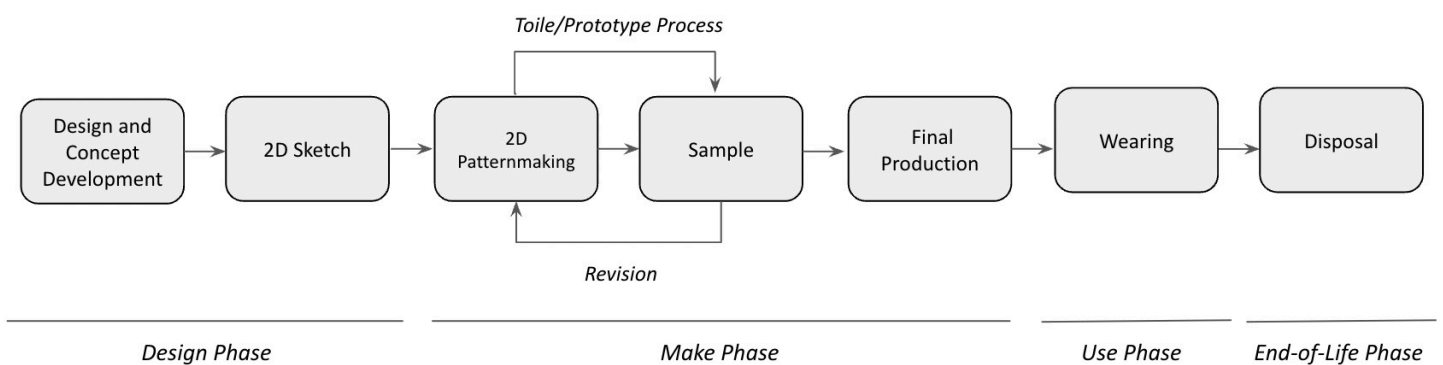 Toile/Prototype Process
Design and
Concept
Development
2D Sketch
2D
Patternmaking
Sample
Final
Production
Wearing
Disposal
Revision
Design Phase
Make Phase
Use Phase
End-of-Life Phase